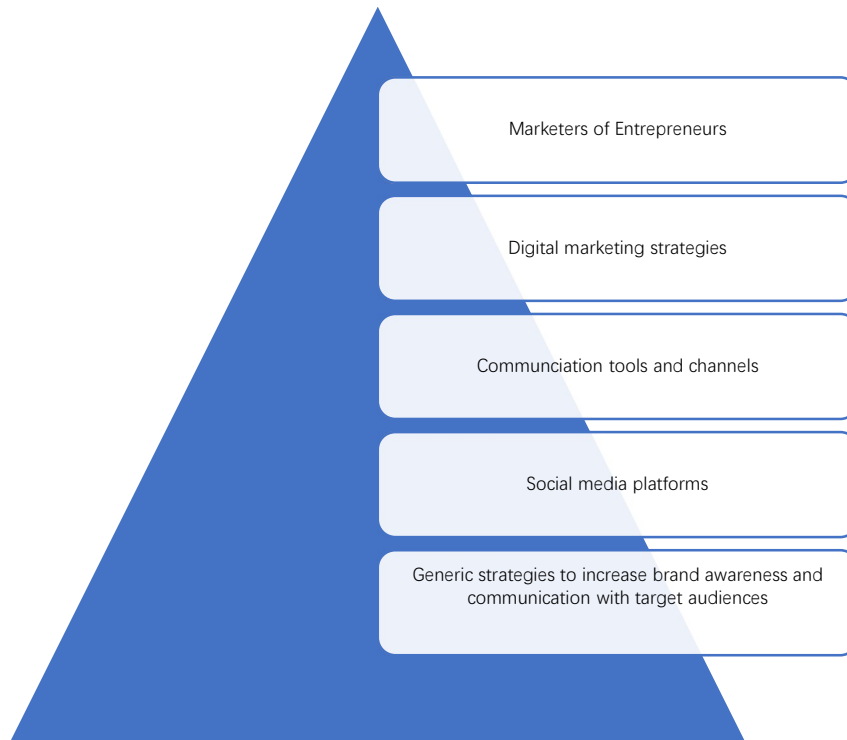 Marketers of Entrepreneurs
Digital marketing strategies
Communciation tools and channels
Social media platforms
Generic strategies to increase brand awareness and
communication with target audiences